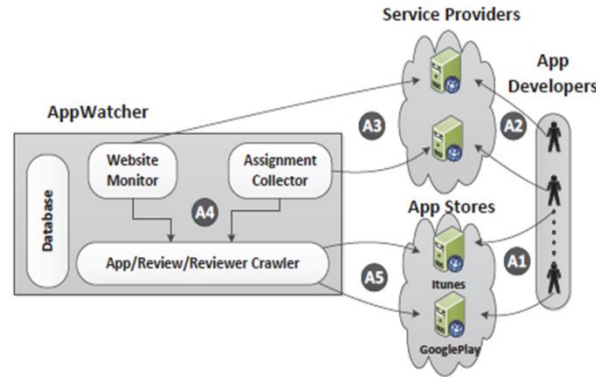 Service Providers
App
Developers
AppWatcher
A3
A2
Website
Monitor
Assignment
Collector
Database
A4
App Stores
App/Review/Reviewer Crawler
A5
A1
Itunes
GooglePlay